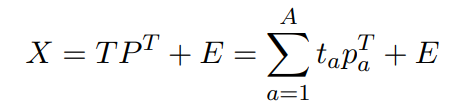 X = TP^T + E = \sum_{a=1}^{A} t_a p_a^T + E